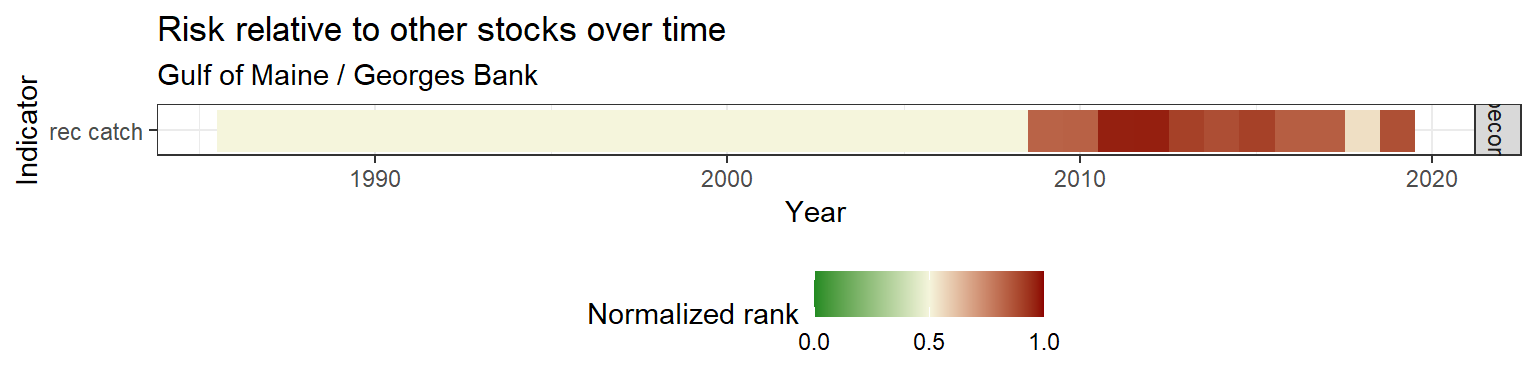 Risk relative to other stocks over time
Gulf of Maine / Georges Bank
Indicator
rec catch
1990
2000
2010
2020
Year
Normalized rank
0.0
0.5
1.0